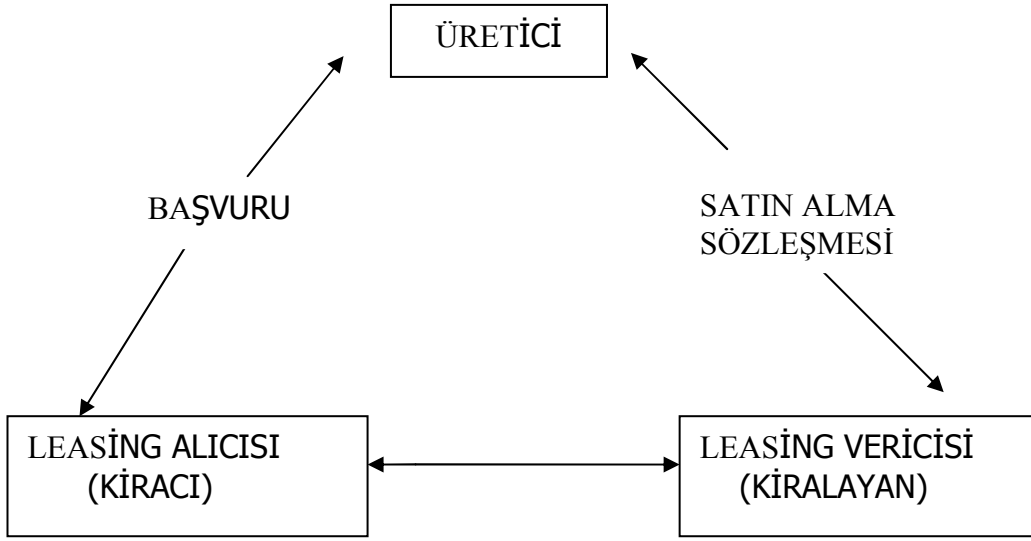 ÜRETİCİ
BAŞVURU
SATIN ALMA
SÖZLEŞMESİ
LEASİNG ALICISI
(KİRACI)
LEASİNG VERİCİSİ
(KİRALAYAN)